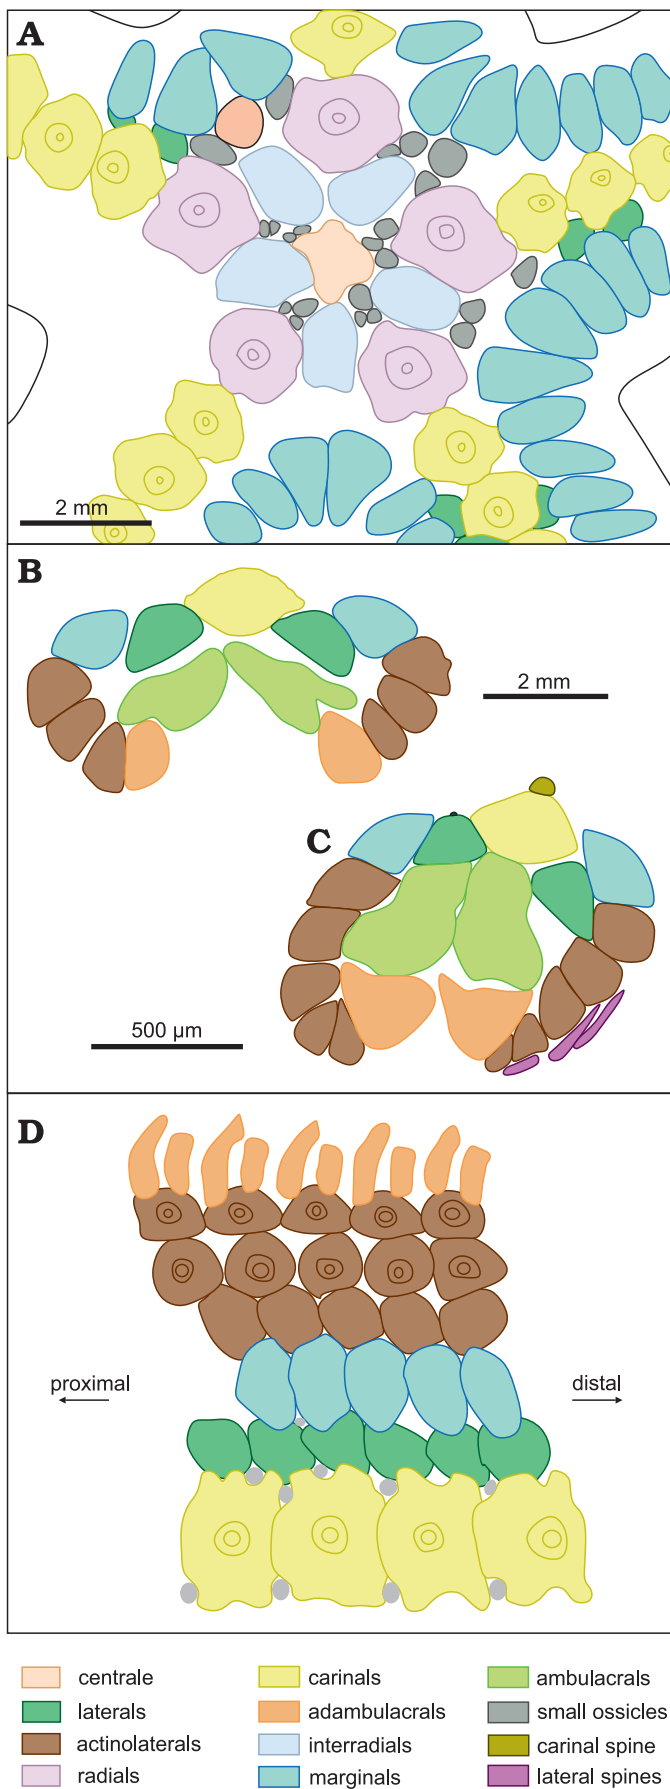 A
2 mm
B
2 mm
C
500 µm
D
proximal
distal
centrale
carinals
ambulacrals
laterals
adambulacrals
small ossicles
actinolaterals
interradials
carinal spine
radials
marginals
lateral spines